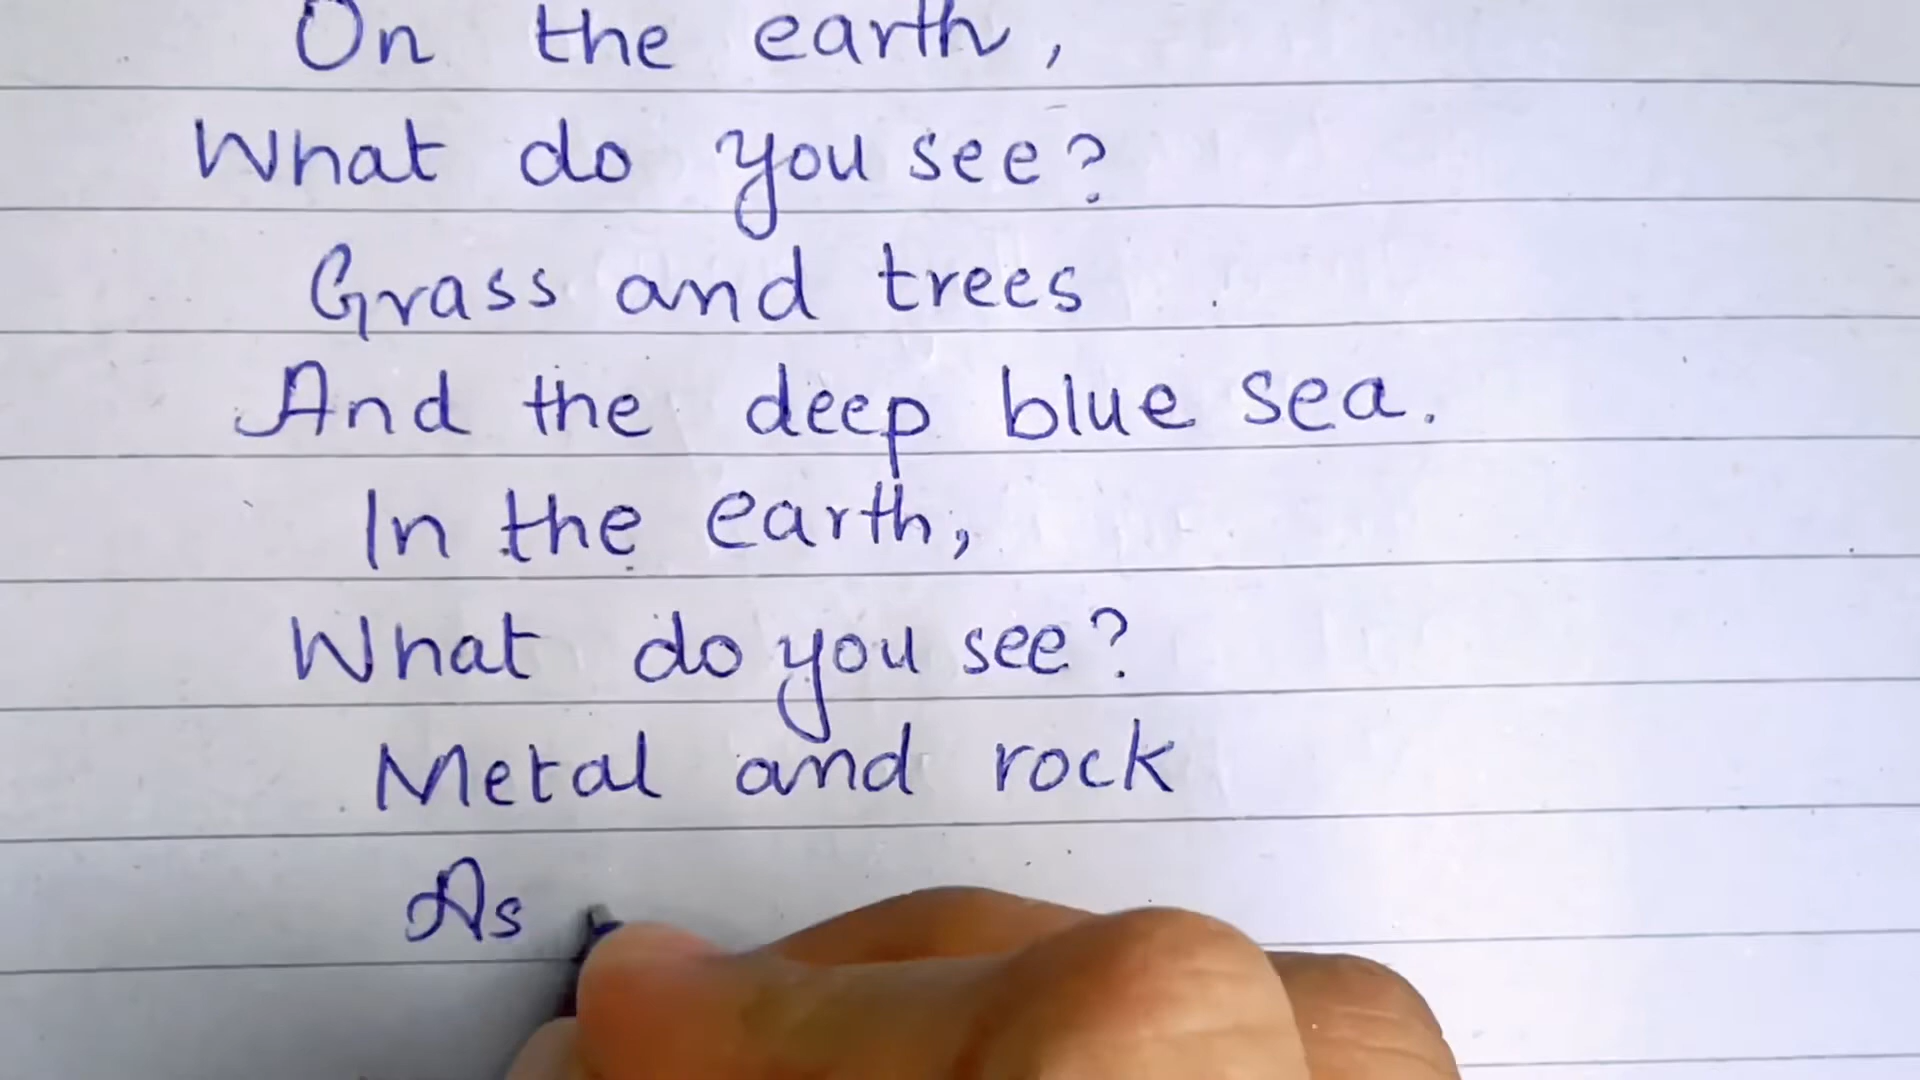 On the earth,
What do you see?
Grass and trees
And the deep blue sea.
In the earth,
What do you see?
Metal and rock
As